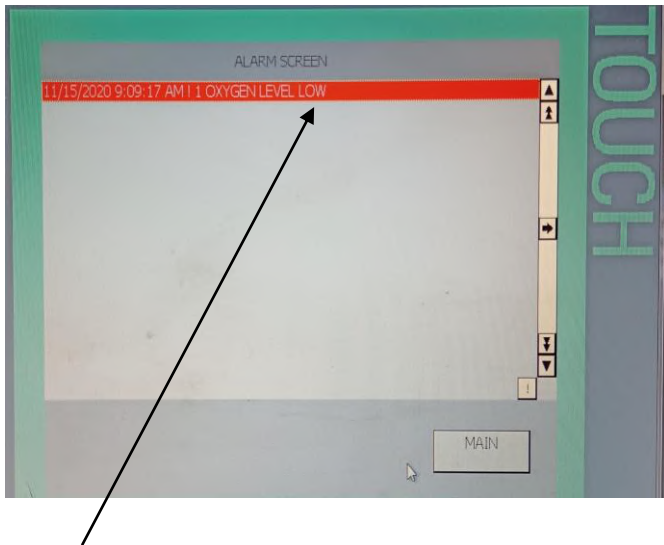 ALARM SCREEN
11/15/2020 9:09:17 AM ! 1 OXYGEN LEVEL LOW
!
MAIN
TOUCH